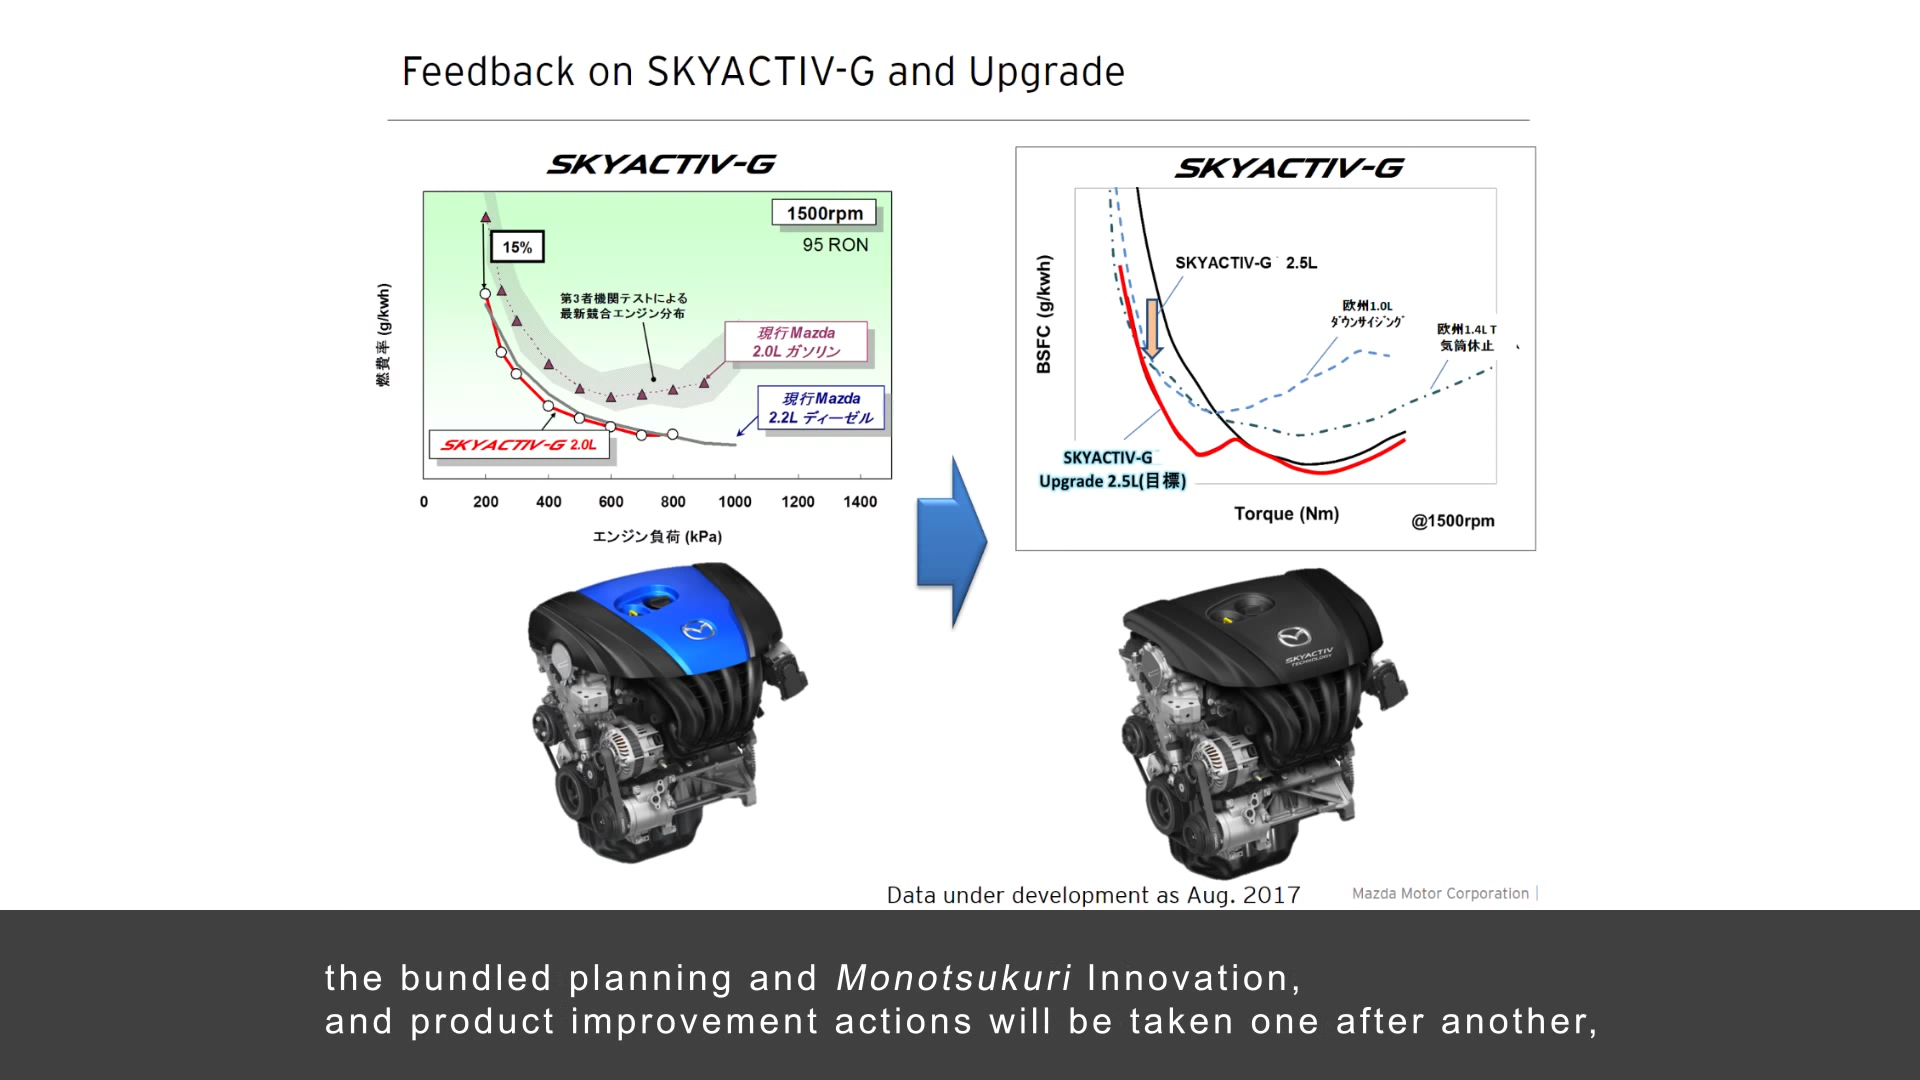 Feedback on SKYACTIV-G and Upgrade
SKYACTIV-G
1500rpm
95 RON
15%
第3者機関テストによる
最新競合エンジン分布
現行Mazda
2.0L ガソリン
現行Mazda
2.2L ディーゼル
SKYACTIV-G 2.0L
燃費率 (g/kwh)
0 200 400 600 800 1000 1200 1400
エンジン負荷 (kPa)
SKYACTIV-G
SKYACTIV-G 2.5L
欧州1.0L
ダウンサイジング
欧州1.4L T
気筒休止
BSFC (g/kwh)
SKYACTIV-G
Upgrade 2.5L(目標)
Torque (Nm)
@1500rpm
SKYACTIV
TECHNOLOGY
Data under development as Aug. 2017
Mazda Motor Corporation
the bundled planning and Monotsukuri Innovation,
and product improvement actions will be taken one after another,